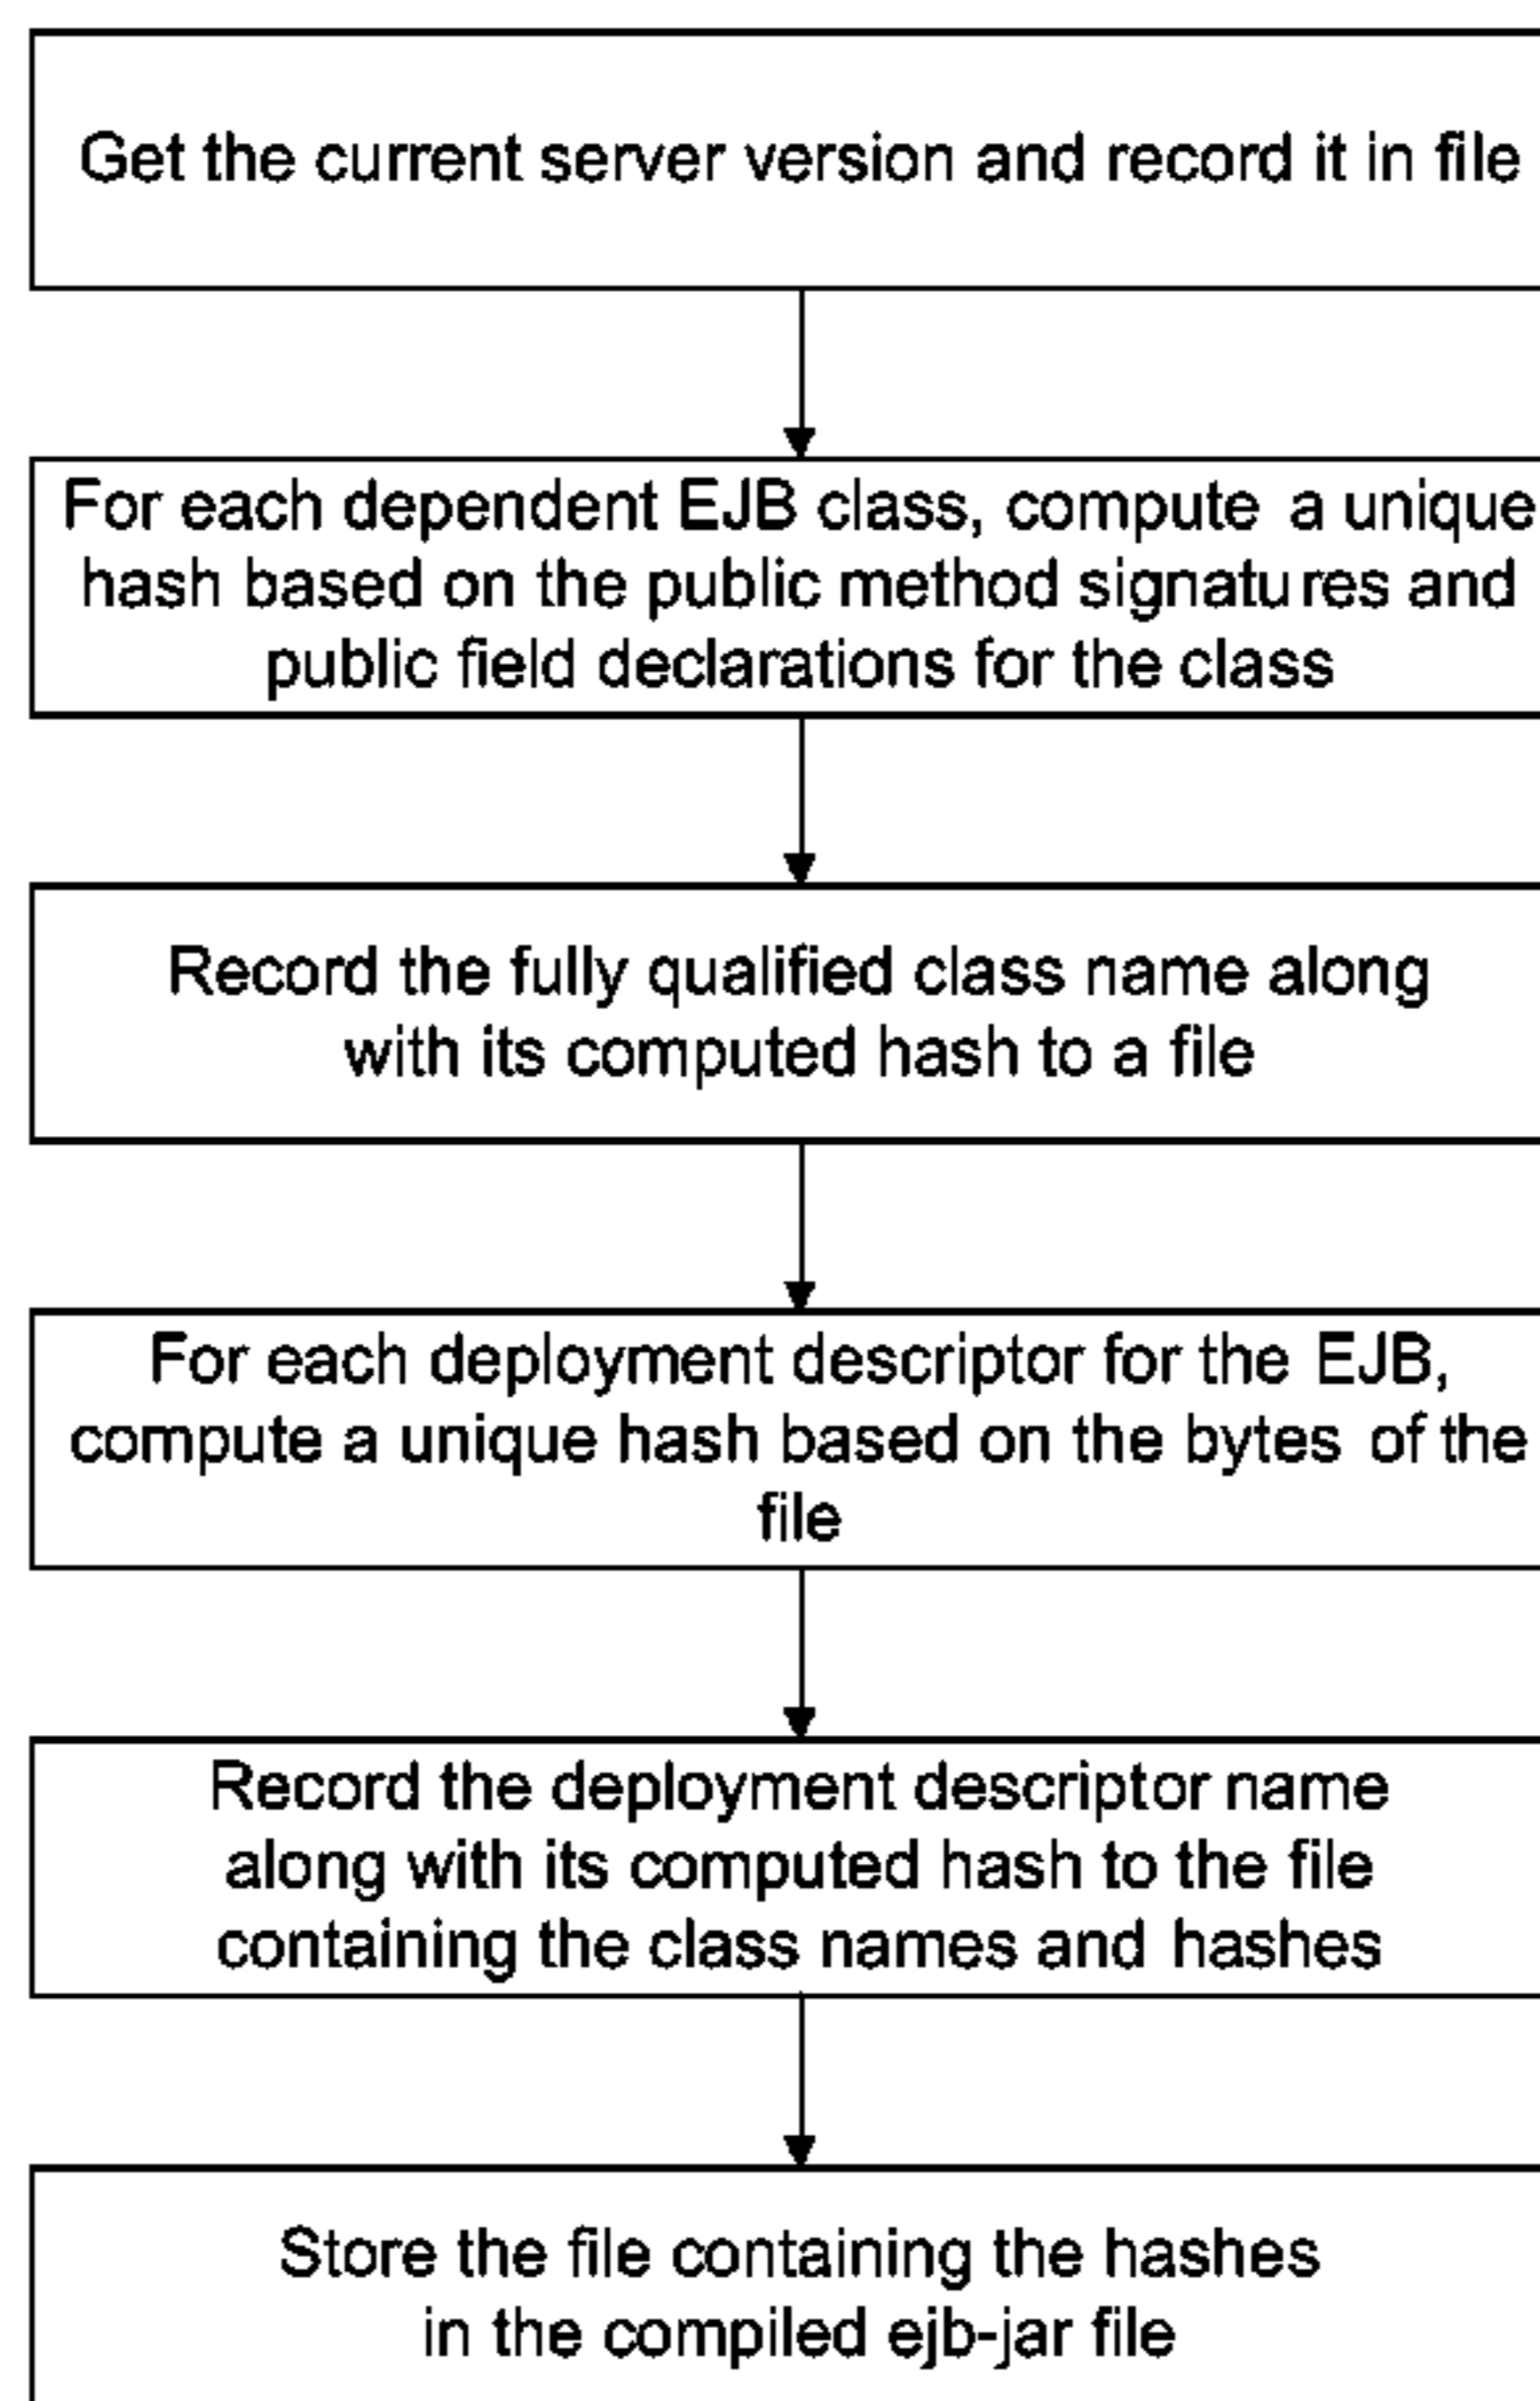 Get the current server version and record it in file
For each dependent EJB class, compute a unique
hash based on the public method signatures and
public field declarations for the class
Record the fully qualified class name along
with its computed hash to a file
For each deployment descriptor for the EJB,
compute a unique hash based on the bytes of the
file
Record the deployment descriptor name
along with its computed hash to the file
containing the class names and hashes
Store the file containing the hashes
in the compiled ejb-jar file